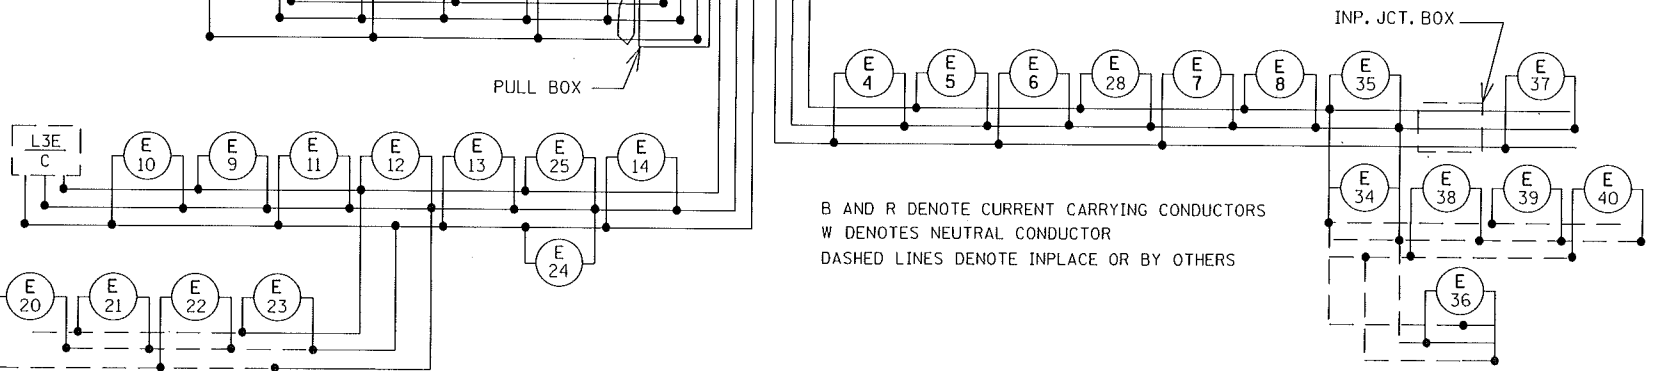 INP. JCT. BOX
PULL BOX
E 4
E 5
E 6
E 28
E 7
E 8
E 35
E 37
L3E
C
E 10
E 9
E 11
E 12
E 13
E 25
E 14
E 34
E 38
E 39
E 40
B AND R DENOTE CURRENT CARRYING CONDUCTORS
W DENOTES NEUTRAL CONDUCTOR
DASHED LINES DENOTE INPLACE OR BY OTHERS
E 24
E 20
E 21
E 22
E 23
E 36